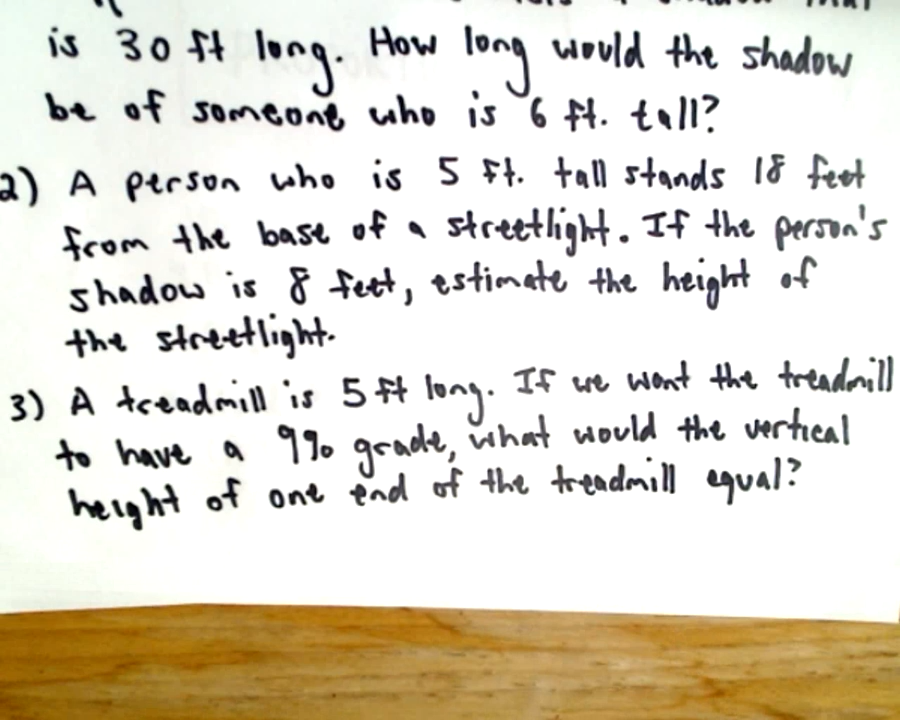 is 30 ft long. How long would the shadow
be of someone who is 6 ft. tall?
2) A person who is 5 ft. tall stands 18 feet
from the base of a streetlight. If the person's
shadow is 8 feet, estimate the height of
the streetlight.
3) A treadmill is 5 ft long. If we want the treadmill
to have a 9% grade, what would the vertical
height of one end of the treadmill equal?